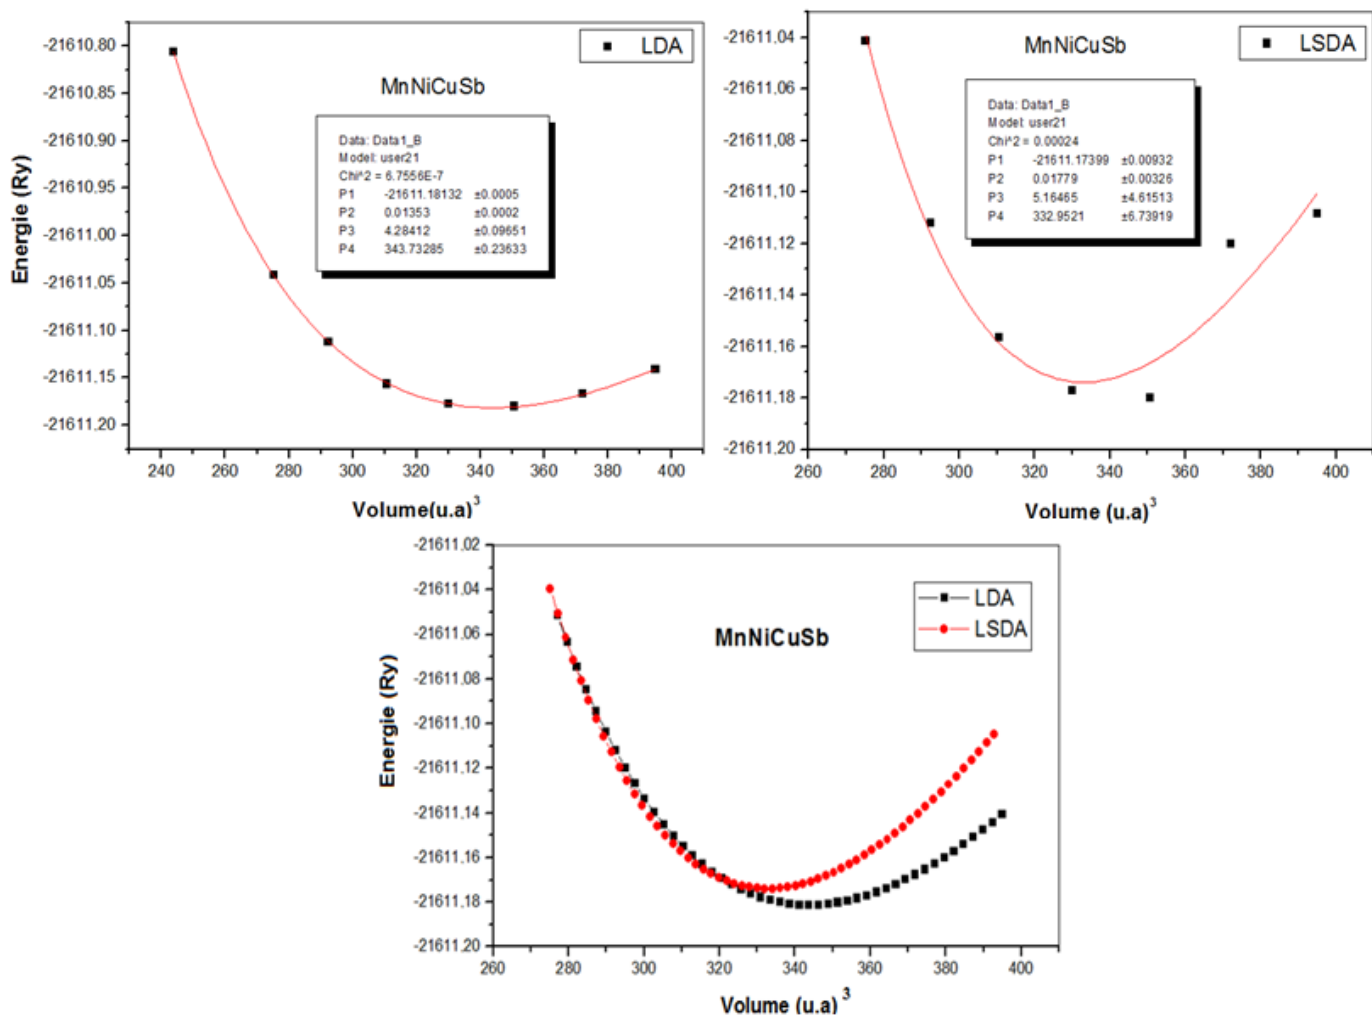 LDA
MnNiCuSb
Data: Data1_B
Model: user21
Chi^2 = 6.7556E-7
P1 -21611.18132 ±0.0005
P2 0.01353 ±0.0002
P3 4.28412 ±0.09651
P4 343.73285 ±0.23633
Energie (Ry)
-21610.80
-21610.85
-21610.90
-21610.95
-21611.00
-21611.05
-21611.10
-21611.15
-21611.20
240 260 280 300 320 340 360 380 400
Volume(u.a)³
LSDA
MnNiCuSb
Data: Data1_B
Model: user21
Chi^2 = 0.00024
P1 -21611.17399 ±0.00932
P2 0.01779 ±0.00326
P3 5.16465 ±4.61513
P4 332.9521 ±6.73919
-21611,04
-21611,06
-21611,08
-21611,10
-21611,12
-21611,14
-21611,16
-21611,18
-21611,20
260 280 300 320 340 360 380 400
Volume (u.a)³
LDA
LSDA
MnNiCuSb
Energie (Ry)
-21611,02
-21611,04
-21611,06
-21611,08
-21611,10
-21611,12
-21611,14
-21611,16
-21611,18
-21611,20
260 280 300 320 340 360 380 400
Volume (u.a) ³